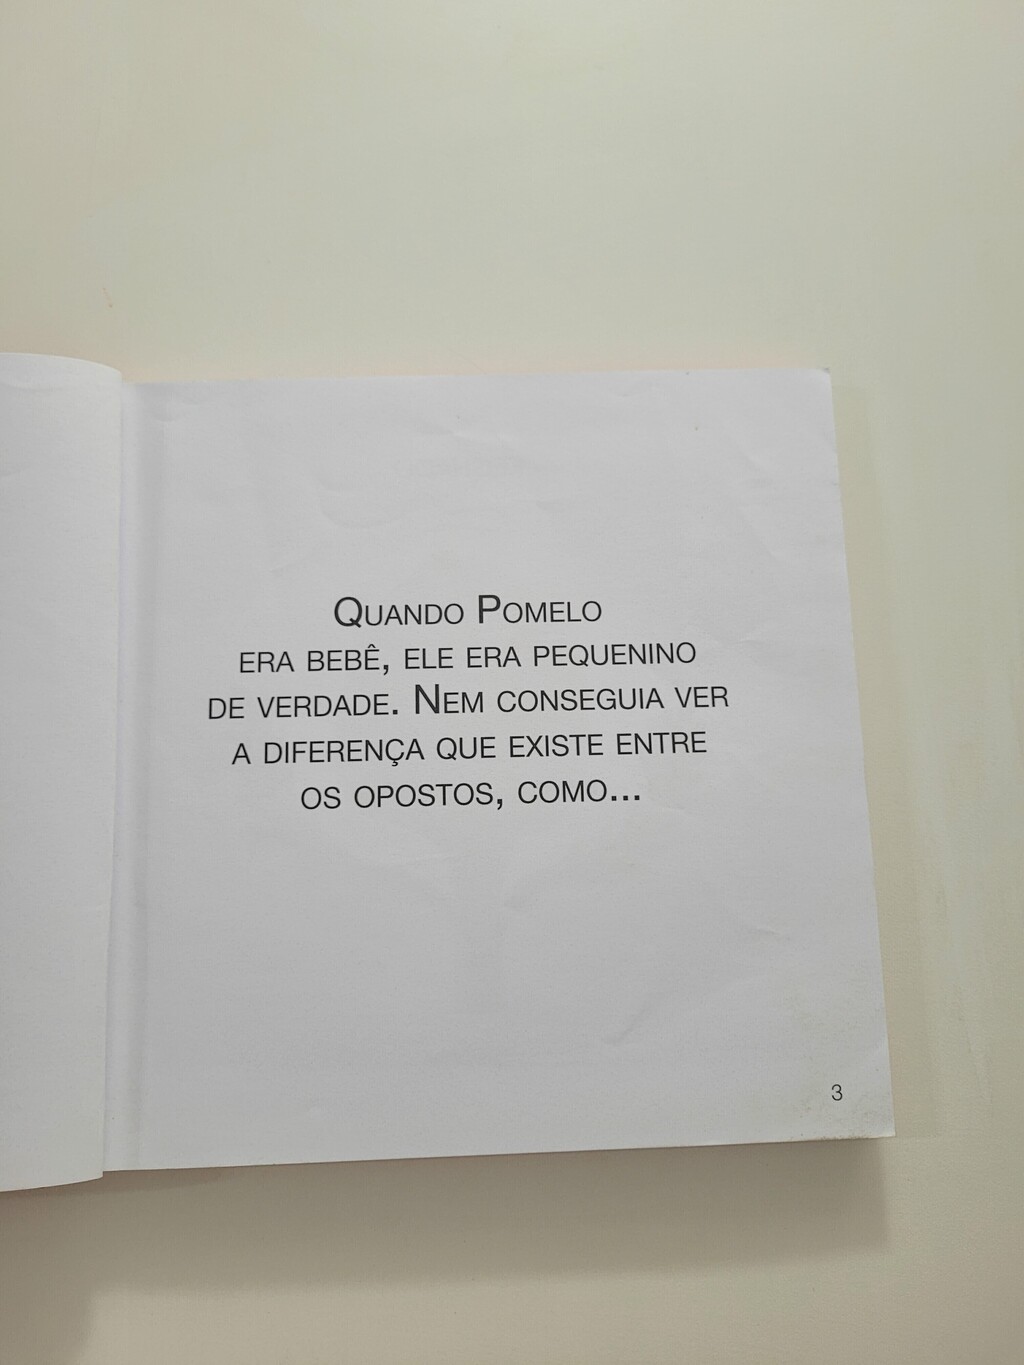 Quando Pomelo
era bebê, ele era pequenino
de verdade. Nem conseguia ver
a diferença que existe entre
os opostos, como...
3